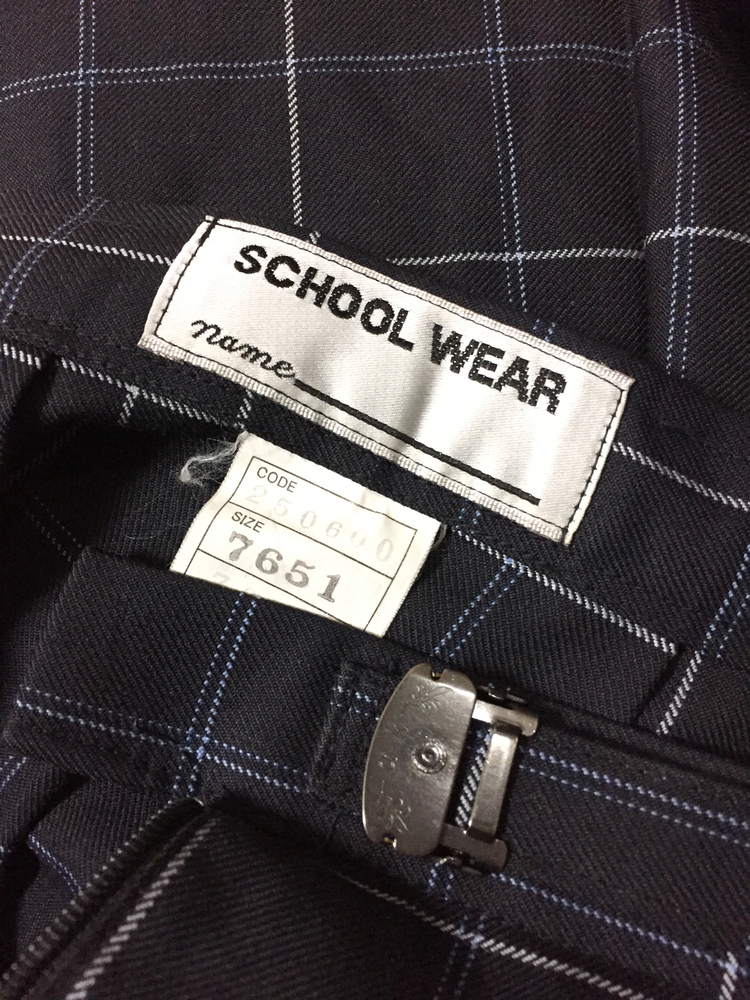 SCHOOL WEAR
name
CODE
250600
SIZE
7651